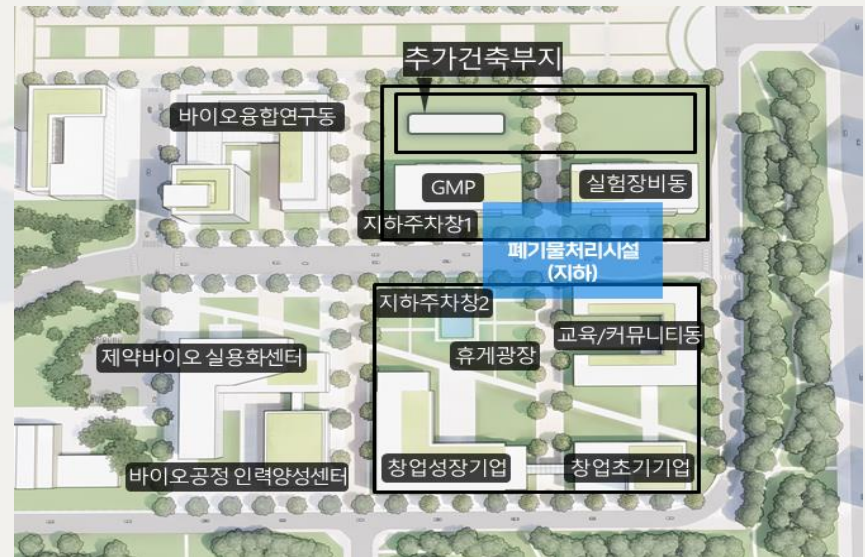 추가건축부지
바이오융합연구동
GMP
실험장비동
지하주차창1
폐기물처리시설
(지하)
지하주차창2
교육/커뮤니티동
휴게광장
제약바이오 실용화센터
바이오공정 인력양성센터
창업성장기업
창업초기기업